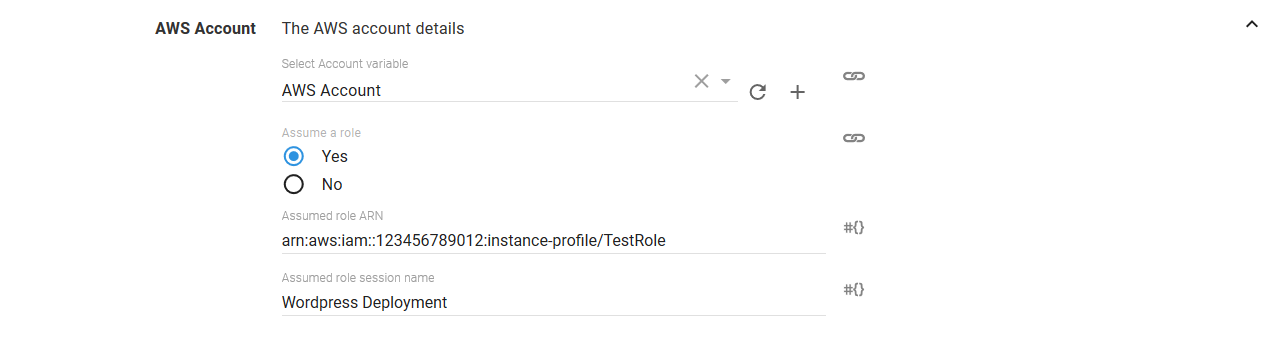 AWS Account The AWS account details
Select Account variable
AWS Account
Assume a role
Yes
No
Assumed role ARN
arn:aws:iam::123456789012:instance-profile/TestRole
#{}
Assumed role session name
Wordpress Deployment
#{}